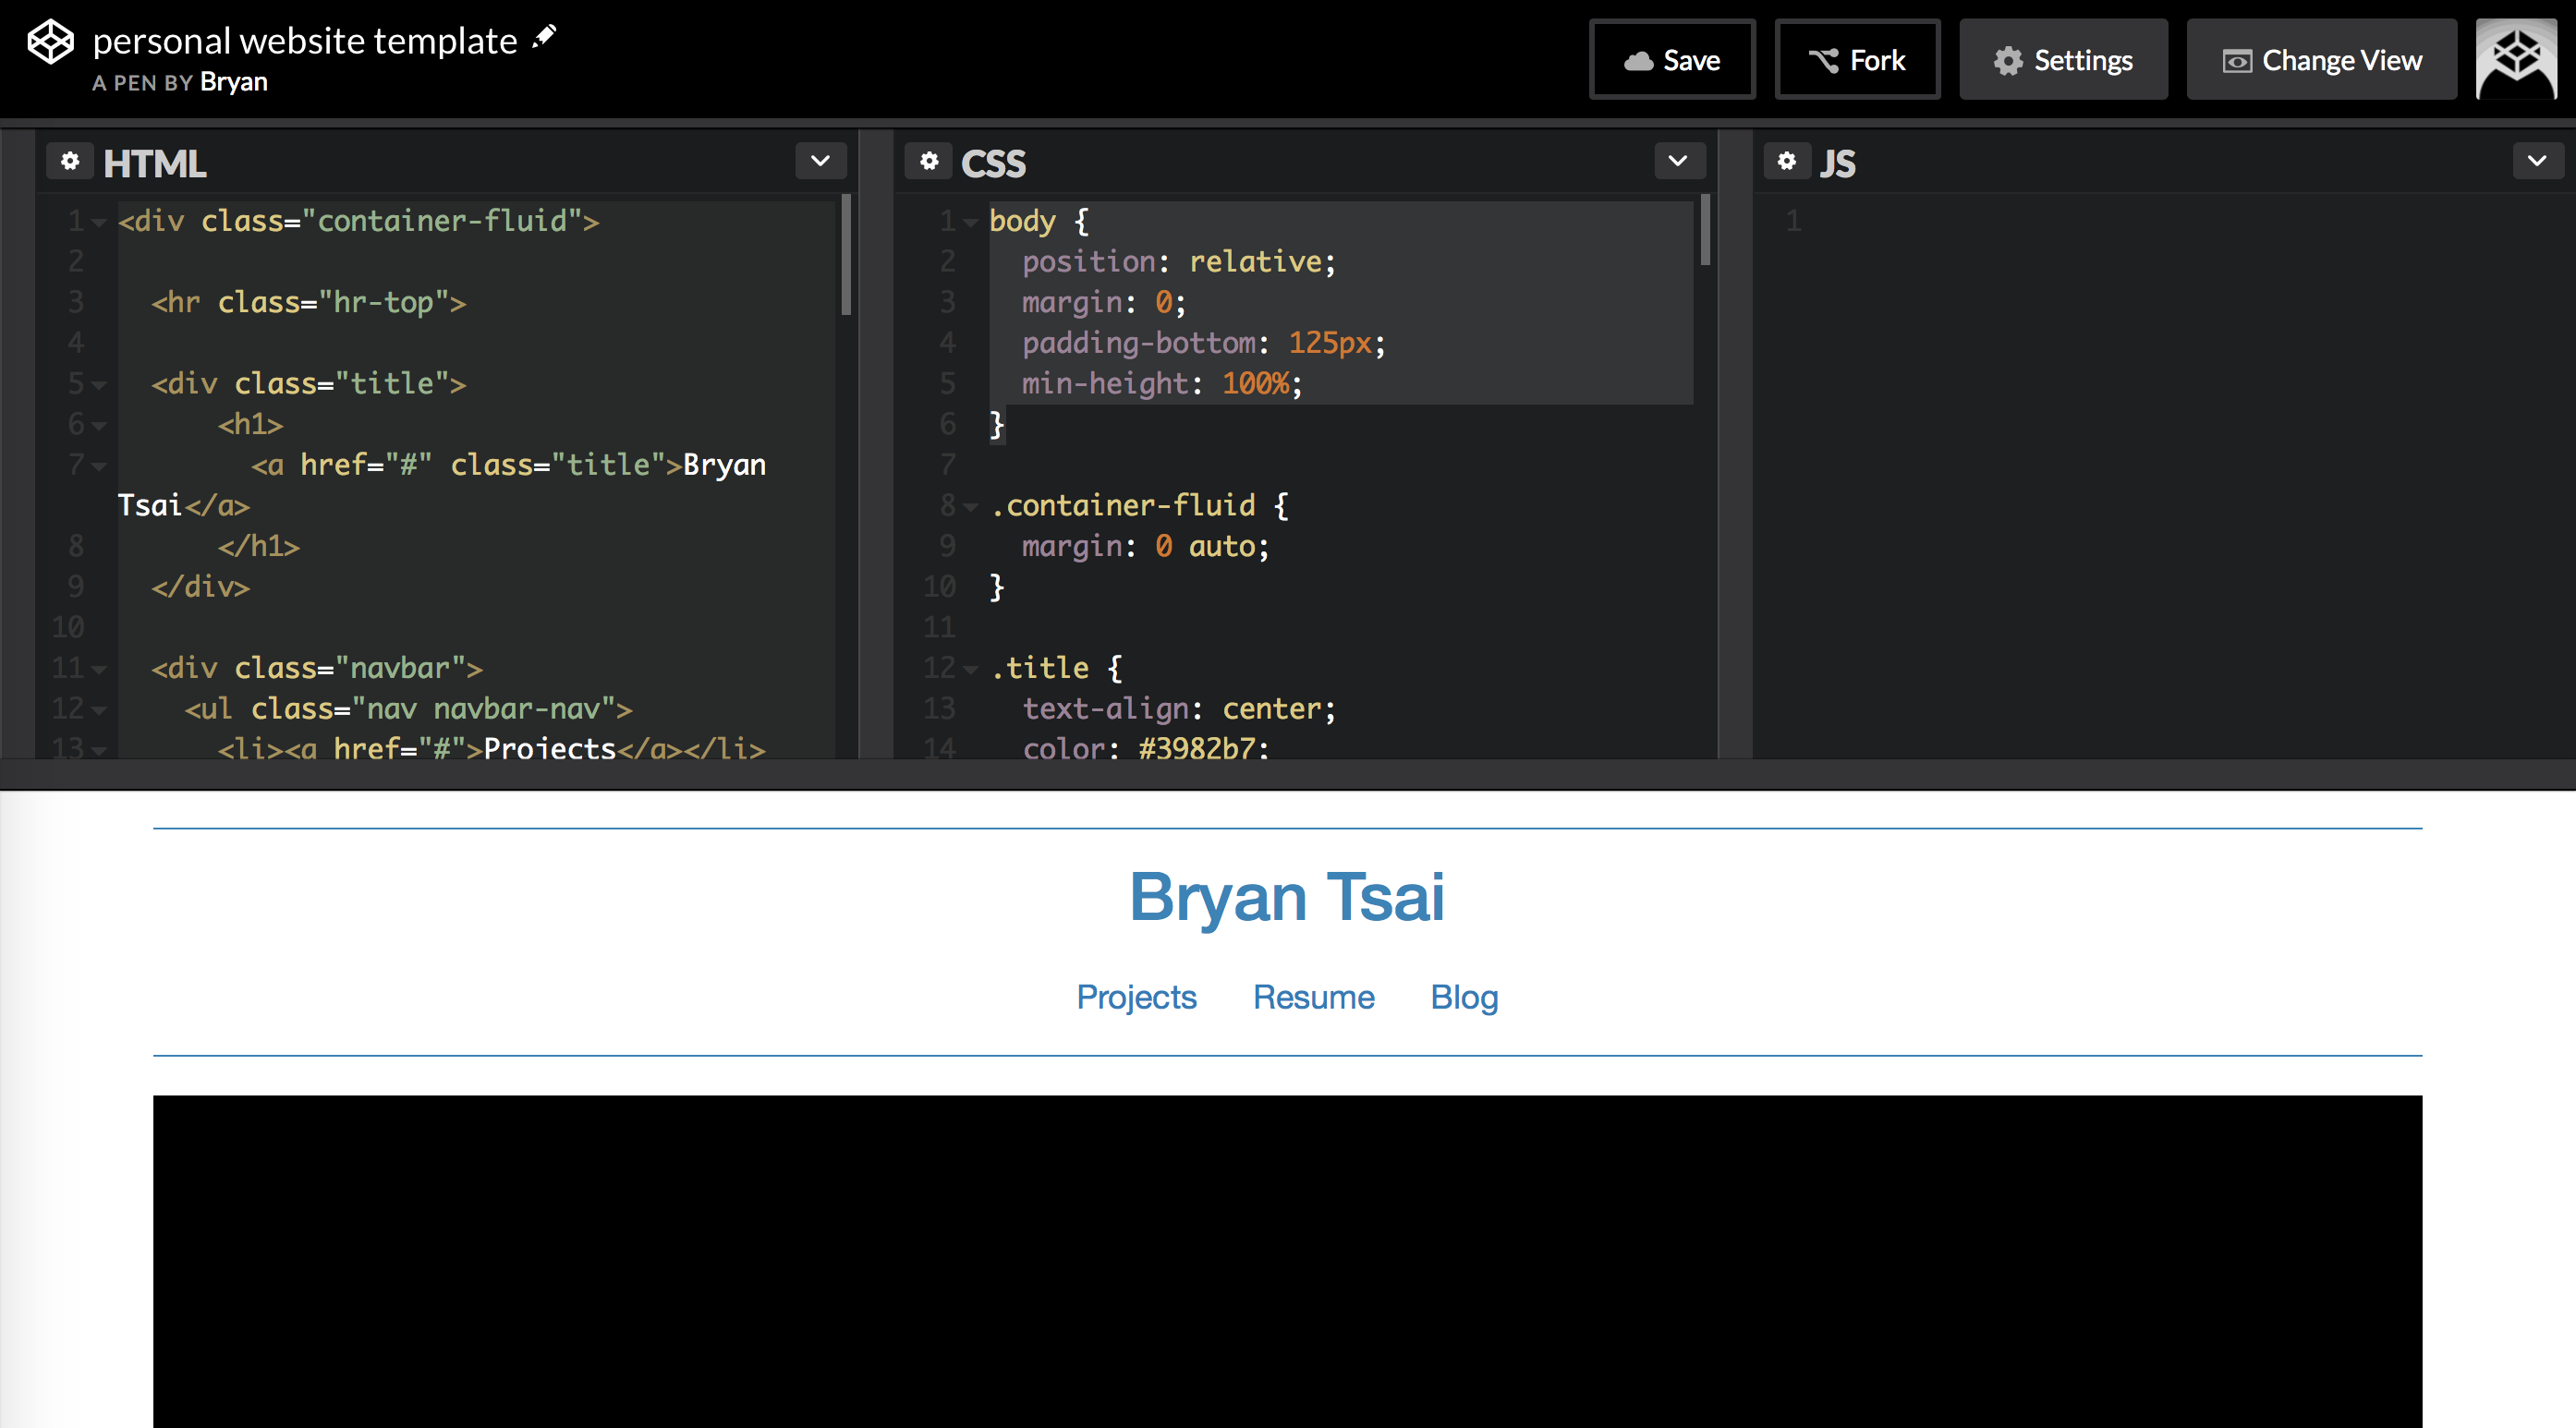 personal website template
A PEN BY Bryan
Save
Fork
Settings
Change View
HTML
1 <div class="container-fluid">
2
3 <hr class="hr-top">
4
5 <div class="title">
6 <h1>
7 <a href="#" class="title">Bryan
Tsai</a>
8 </h1>
9 </div>
10
11 <div class="navbar">
12 <ul class="nav navbar-nav">
13 <li><a href="#">Projects</a></li>
CSS
1 body {
2 position: relative;
3 margin: 0;
4 padding-bottom: 125px;
5 min-height: 100%;
6 }
7
8 .container-fluid {
9 margin: 0 auto;
10 }
11
12 .title {
13 text-align: center;
14 color: #3982b7;
JS
1
Bryan Tsai
Projects Resume Blog